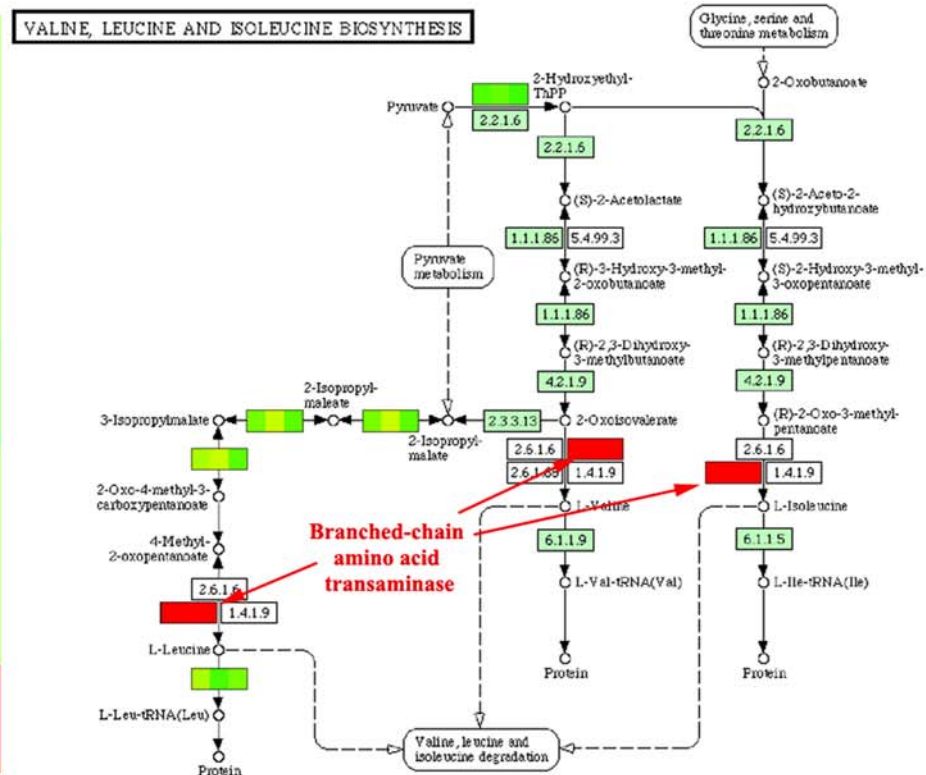 VALINE, LEUCINE AND ISOLEUCINE BIOSYNTHESIS
Glycine, serine and
threonine metabolism
2-Hydroxyethyl-
ThPP
2-Oxobutanoate
Pyruvate
2.2.1.6
2.2.1.6
2.2.1.6
(S)-2-Acetolactate
(S)-2-Aceto-2-
hydroxybutanoate
1.1.1.86
5.4.99.3
1.1.1.86
5.4.99.3
Pyruvate
metabolism
(R)-3-Hydroxy-3-methyl-
2-oxobutanoate
(S)-2-Hydroxy-3-methyl-
3-oxopentanoate
1.1.1.86
1.1.1.86
(R)-2,3-Dihydroxy-
3-methylbutanoate
(R)-2,3-Dihydroxy-
3-methylpentanoate
4.2.1.9
4.2.1.9
2-Isopropyl-
maleate
3-Isopropylmalate
2-Isopropyl-
malate
2.3.3.13
2-Oxoisovalerate
(R)-2-Oxo-3-methyl-
pentanoate
2.6.1.6
2.6.1.6
1.4.1.9
1.4.1.9
2-Oxo-4-methyl-3-
carboxypentanoate
L-Valine
L-Isoleucine
Branched-chain
amino acid
transaminase
4-Methyl-
2-oxopentanoate
6.1.1.9
6.1.1.5
2.6.1.6
1.4.1.9
L-Val-tRNA(Val)
L-Ile-tRNA(Ile)
L-Leucine
Protein
Protein
L-Leu-tRNA(Leu)
Valine, leucine and
isoleucine degradation
Protein